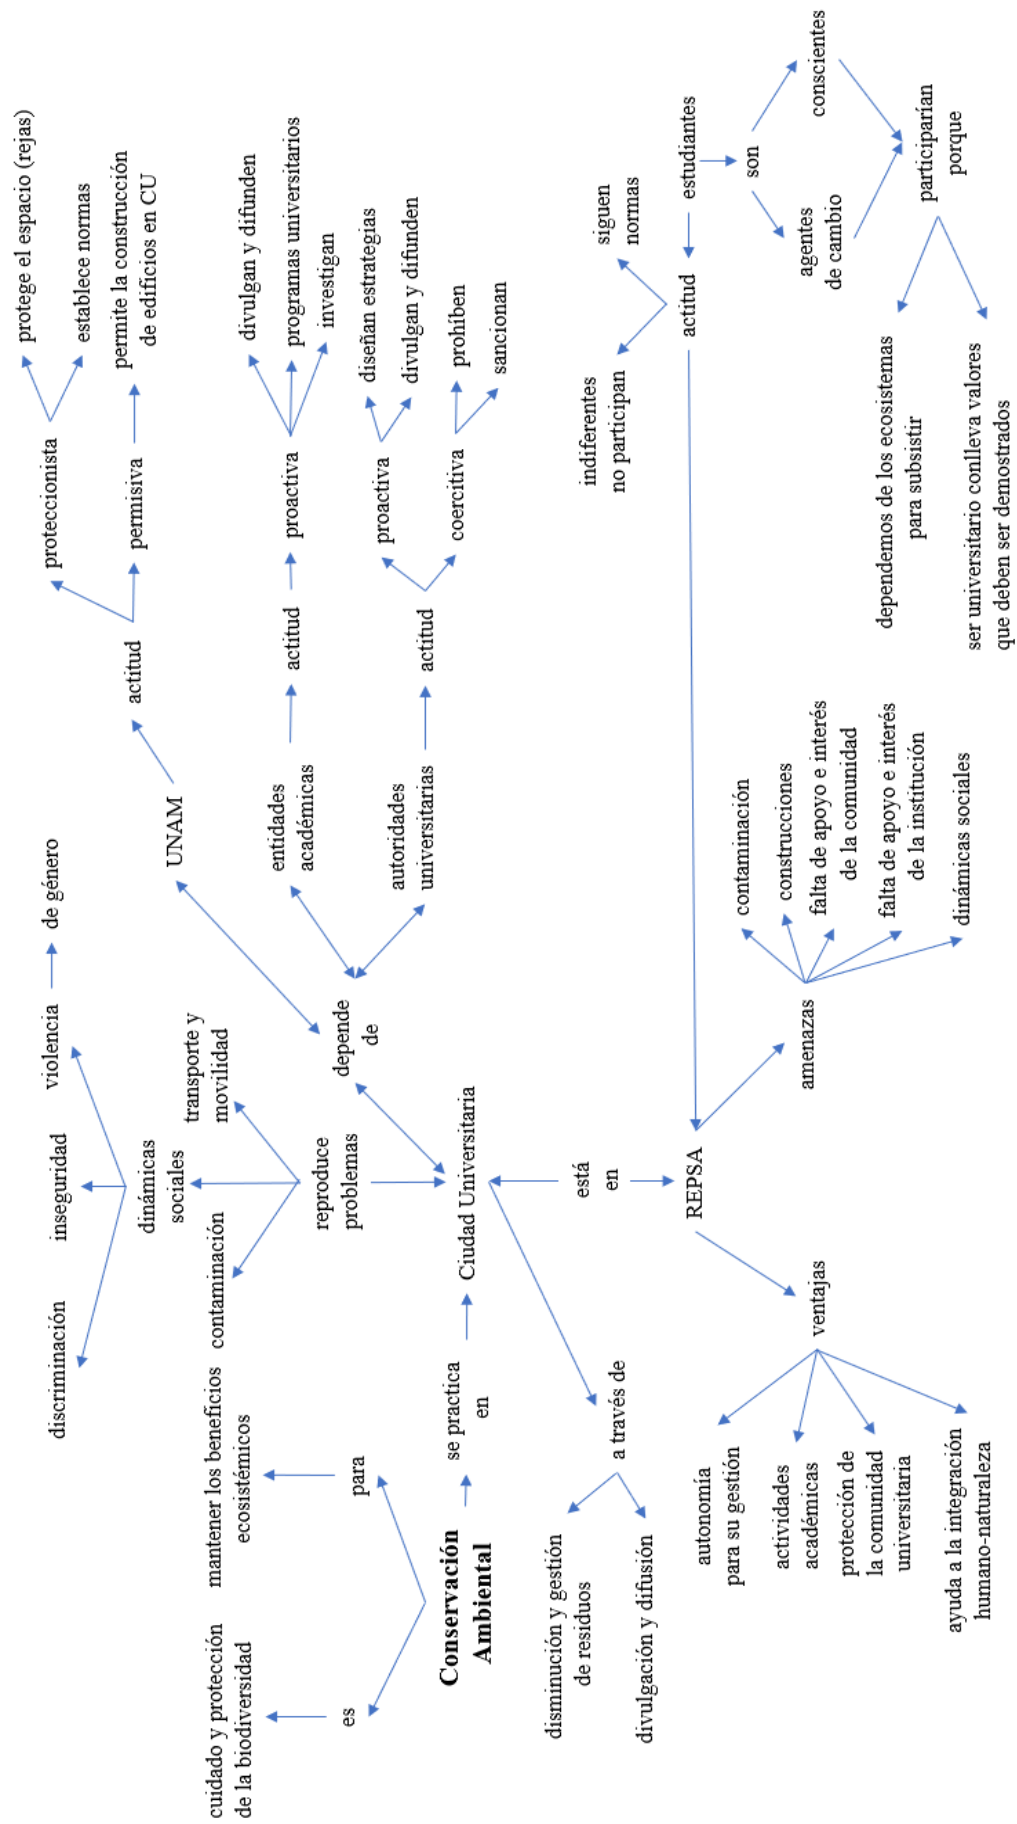 cuidado y protección
de la biodiversidad
es
mantener los beneficios
ecosistémicos
para
Conservación
Ambiental
se practica
en
Ciudad Universitaria
discriminación
inseguridad
violencia
de género
dinámicas
sociales
contaminación
transporte y
movilidad
reproduce
problemas
depende
de
UNAM
actitud
proteccionista
protege el espacio (rejas)
establece normas
permisiva
permite la construcción
de edificios en CU
entidades
académicas
actitud
proactiva
divulgan y difunden
programas universitarios
investigan
autoridades
universitarias
actitud
proactiva
diseñan estrategias
divulgan y difunden
coercitiva
prohiben
sancionan
a través de
disminución y gestión
de residuos
divulgación y difusión
está
en
REPSA
ventajas
autonomía
para su gestión
actividades
académicas
protección de
la comunidad
universitaria
ayuda a la integración
humano-naturaleza
amenazas
contaminación
construcciones
falta de apoyo e interés
de la comunidad
falta de apoyo e interés
de la institución
dinámicas sociales
indiferentes
no participan
siguen
normas
actitud
estudiantes
son
agentes
de cambio
conscientes
participarían
porque
dependemos de los ecosistemas
para subsistir
ser universitario conlleva valores
que deben ser demostrados